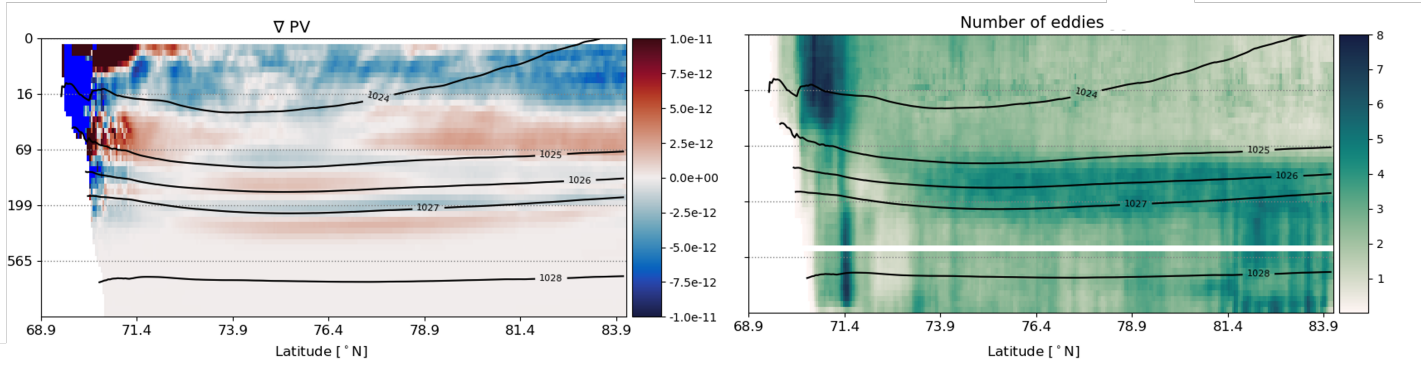 ∇ PV
0
16
69
199
565
1024
1025
1026
1027
1028
68.9 71.4 73.9 76.4 78.9 81.4 83.9
Latitude [°N]
1.0e-11
7.5e-12
5.0e-12
2.5e-12
0.0e+00
-2.5e-12
-5.0e-12
-7.5e-12
-1.0e-11
Number of eddies
1024
1025
1026
1027
1028
68.9 71.4 73.9 76.4 78.9 81.4 83.9
Latitude [°N]
8
7
6
5
4
3
2
1